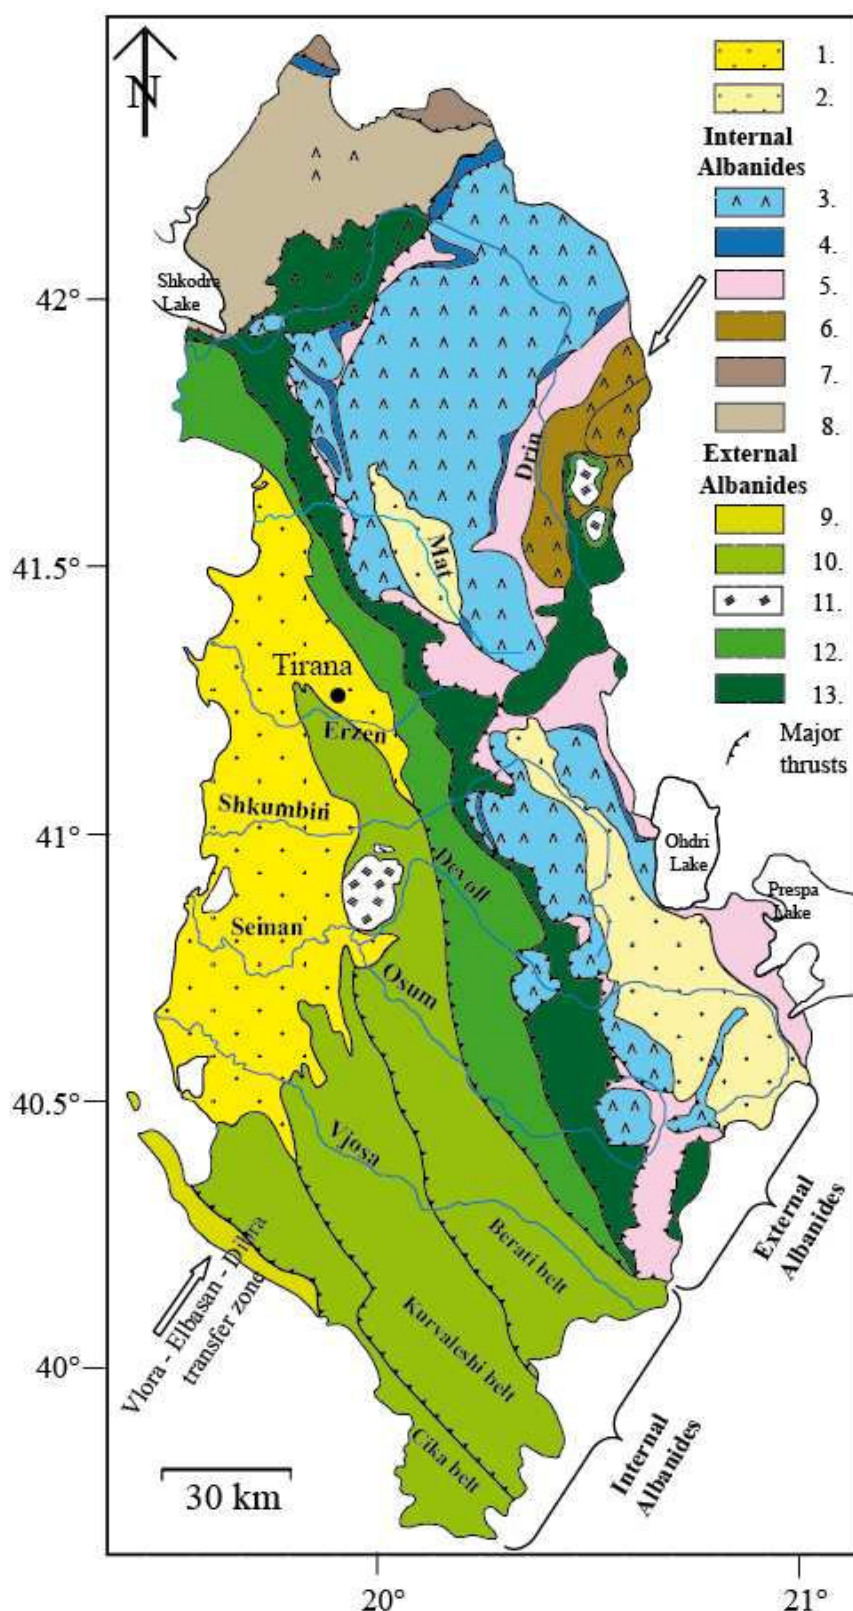 N
1.
2.
Internal
Albanides
3.
4.
5.
6.
7.
8.
External
Albanides
9.
10.
11.
12.
13.
Major
thrusts
Shkodra
Lake
42°
Drin
41.5°
Mat
Tirana
Erzen
Shkumbin
41°
Ohdri
Lake
Devoll
Prespa
Lake
Seman
Osum
40.5°
Vjosa
External
Albanides
Berati belt
Vlora - Elbasan - Dibra
transfer zone
Kurvaleshi belt
40°
Internal
Albanides
Cika belt
30 km
20°
21°